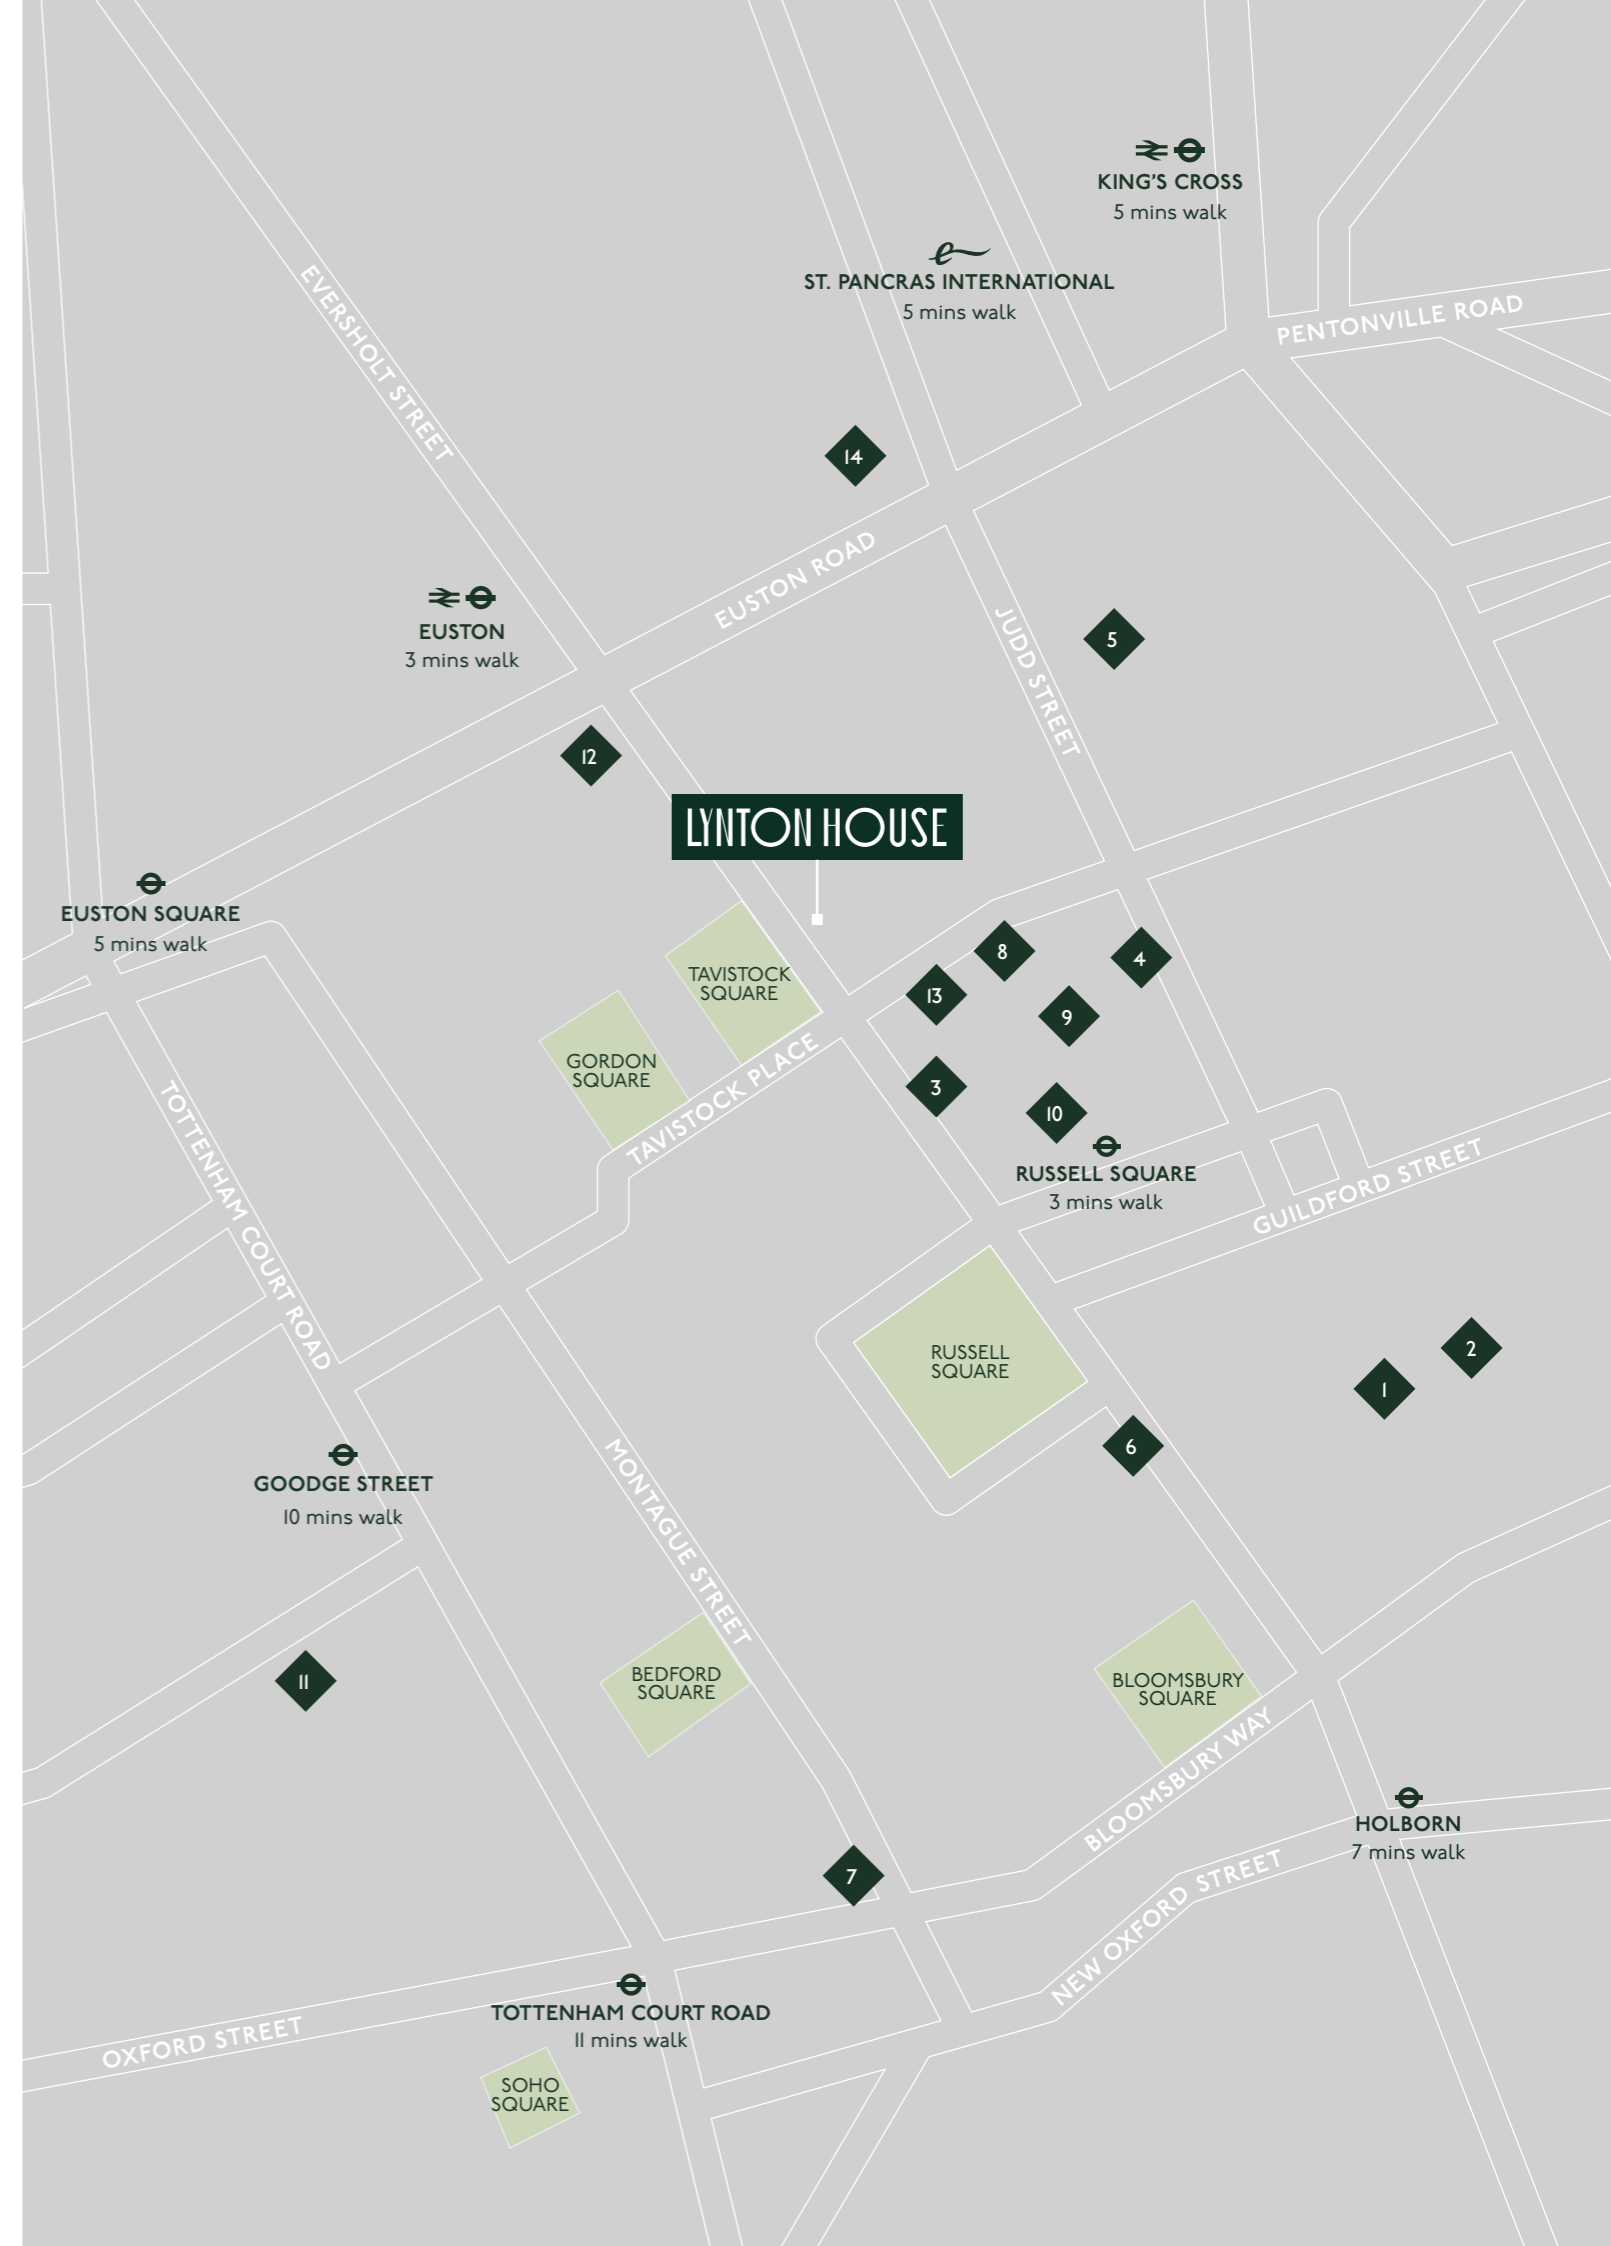 KING'S CROSS
5 mins walk
ST. PANCRAS INTERNATIONAL
5 mins walk
PENTONVILLE ROAD
EVERSHOLT STREET
14
EUSTON ROAD
EUSTON
3 mins walk
JUDD STREET
5
12
LYNTON HOUSE
EUSTON SQUARE
5 mins walk
TAVISTOCK
SQUARE
8
4
13
9
GORDON
SQUARE
TAVISTOCK PLACE
3
10
RUSSELL SQUARE
3 mins walk
GUILDFORD STREET
TOTTENHAM COURT ROAD
RUSSELL
SQUARE
2
1
6
GOODGE STREET
10 mins walk
MONTAGUE STREET
11
BEDFORD
SQUARE
BLOOMSBURY
SQUARE
BLOOMSBURY WAY
HOLBORN
7 mins walk
7
NEW OXFORD STREET
TOTTENHAM COURT ROAD
11 mins walk
OXFORD STREET
SOHO
SQUARE